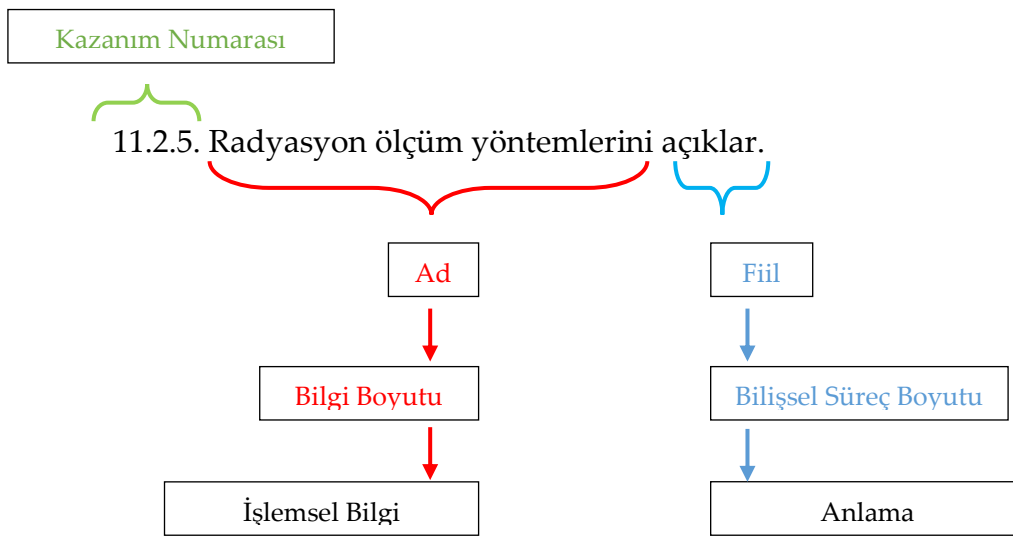 Kazanım Numarası
11.2.5. Radyasyon ölçüm yöntemlerini açıklar.
Ad
Fiil
Bilgi Boyutu
Bilişsel Süreç Boyutu
İşlemsel Bilgi
Anlama